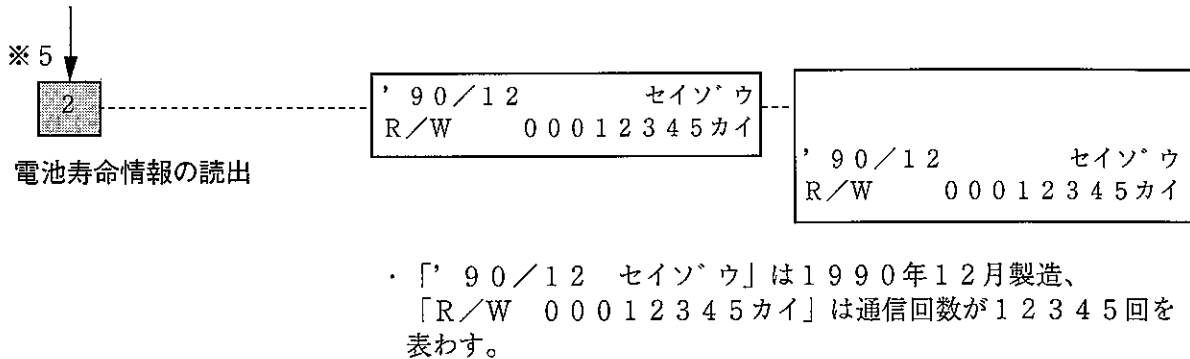 ※5
2
'90/12 セイゾウ
R/W 00012345カイ
'90/12 セイゾウ
R/W 00012345カイ
電池寿命情報の読出
・「'90/12 セイゾウ」は1990年12月製造、
「R/W 00012345カイ」は通信回数が12345回を
表わす。